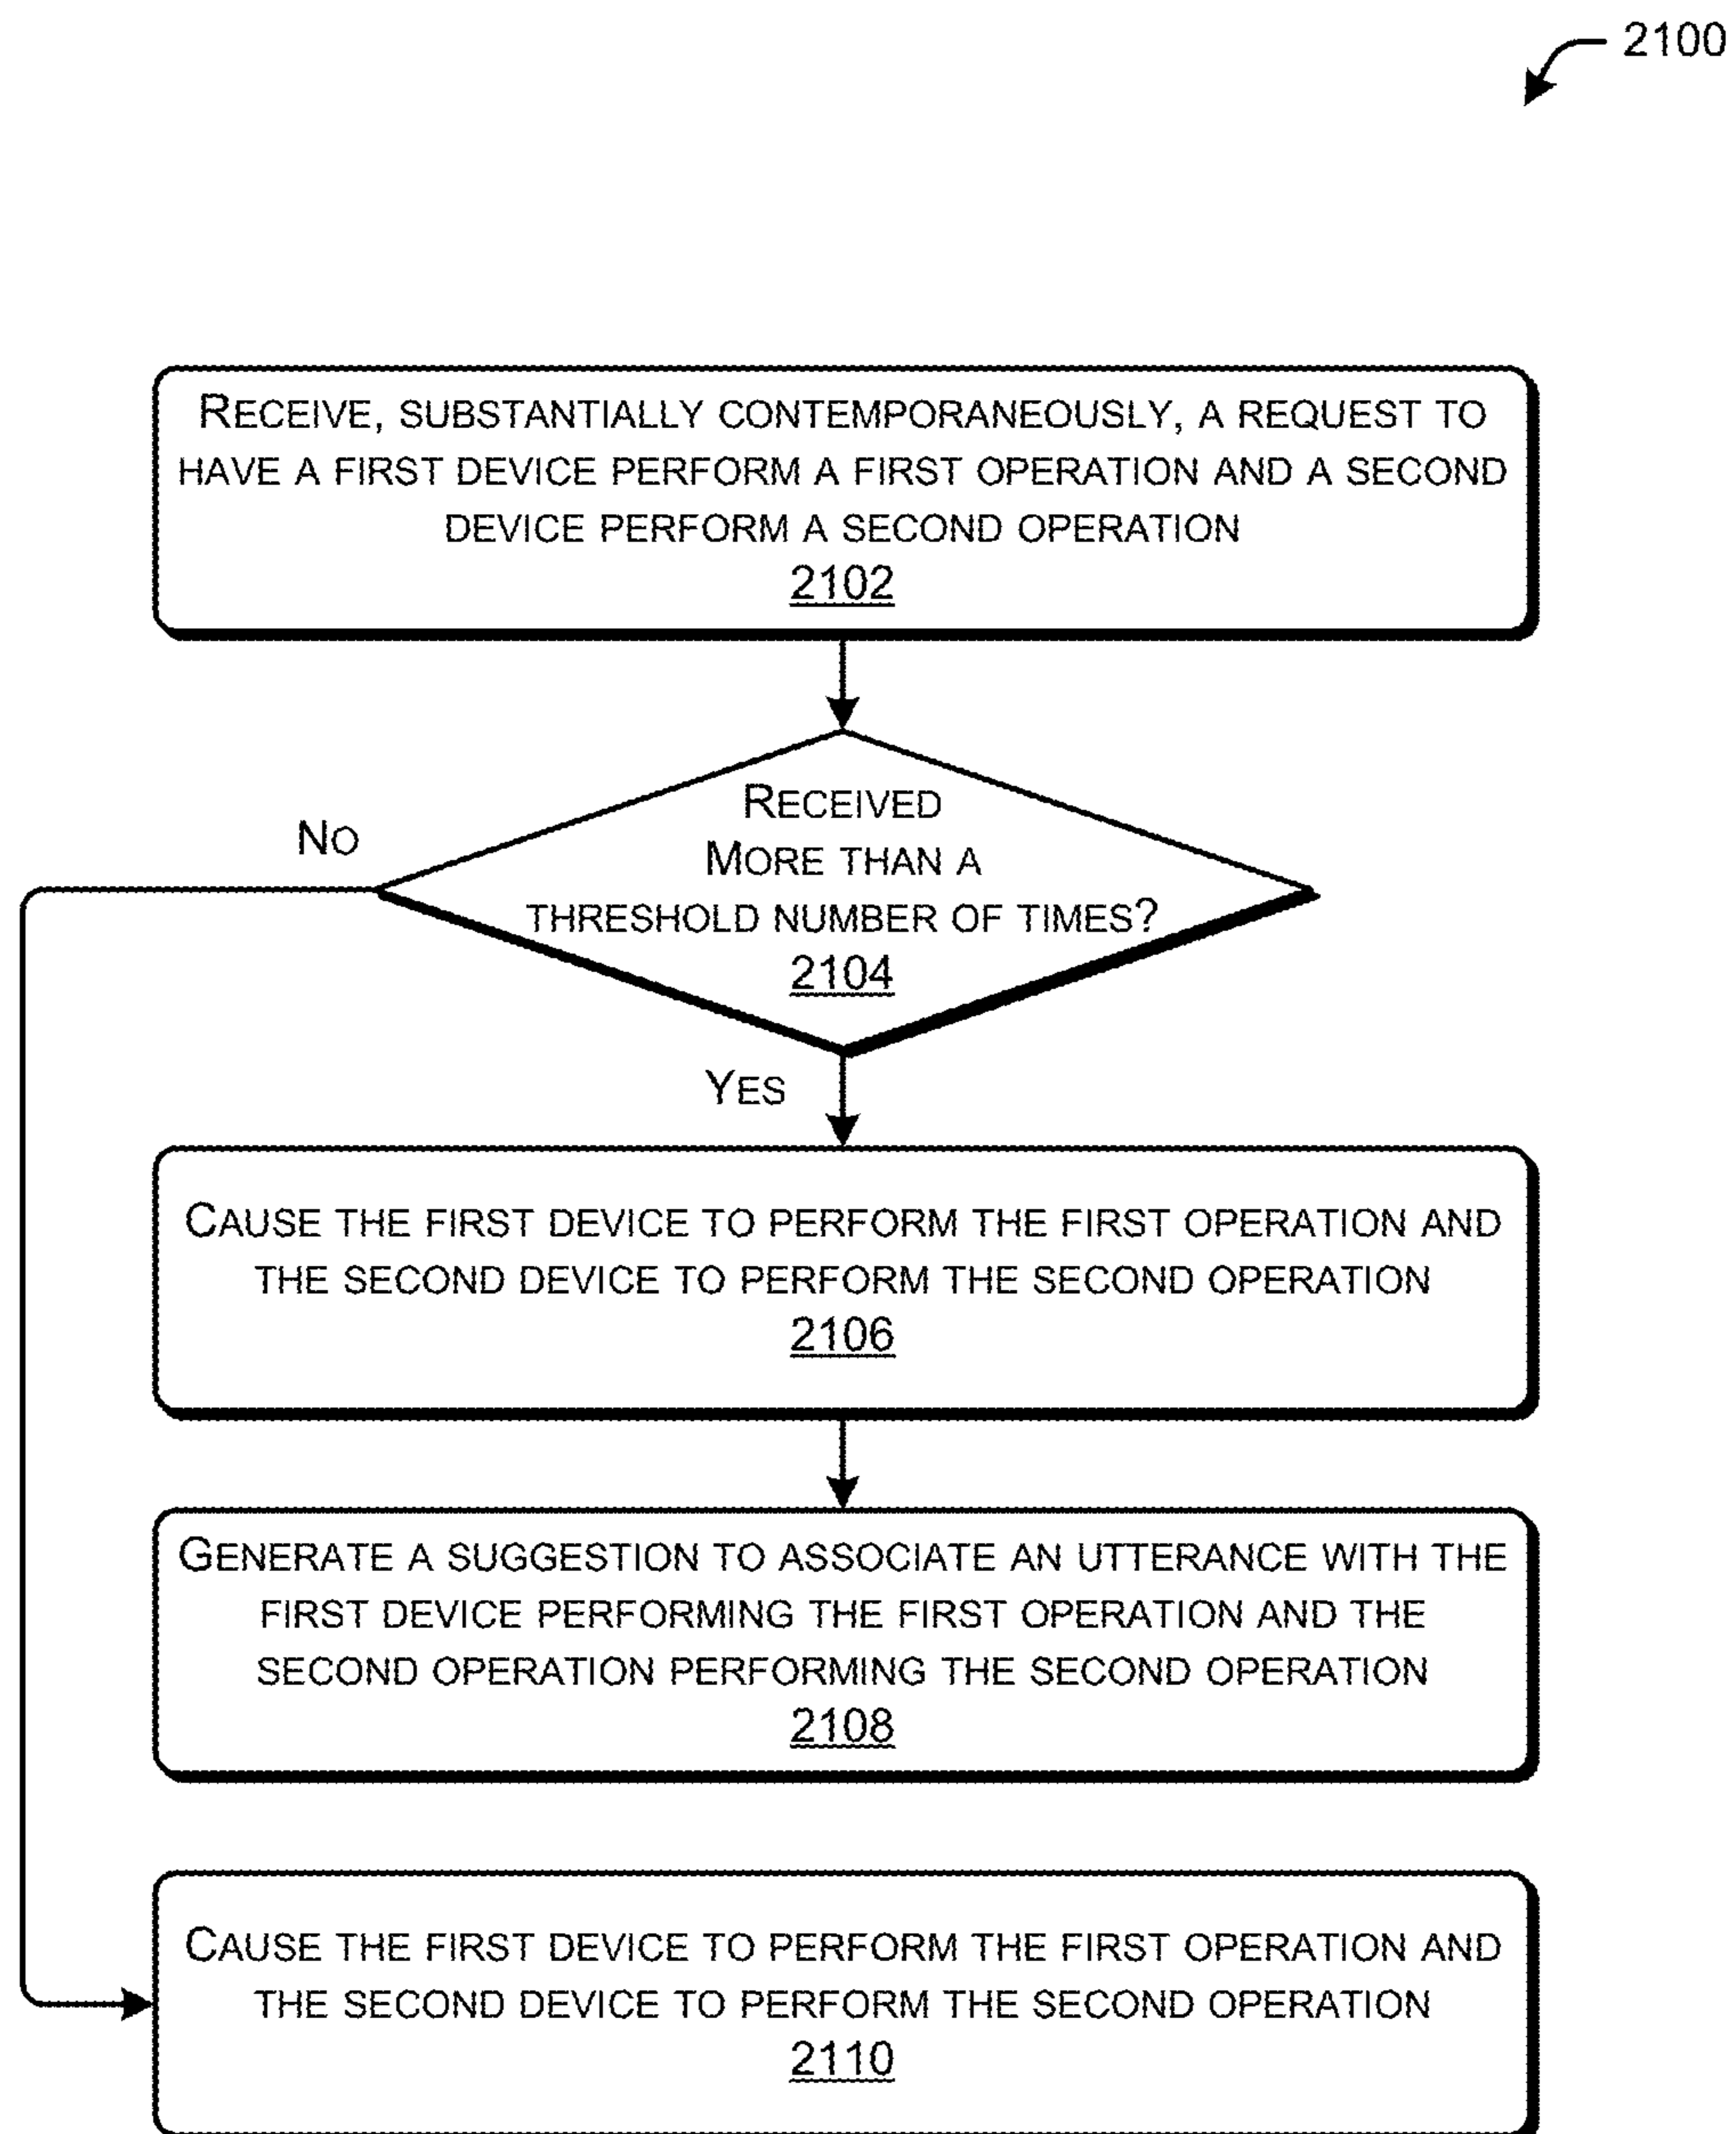 2100
RECEIVE, SUBSTANTIALLY CONTEMPORANEOUSLY, A REQUEST TO
HAVE A FIRST DEVICE PERFORM A FIRST OPERATION AND A SECOND
DEVICE PERFORM A SECOND OPERATION
2102
RECEIVED
MORE THAN A
THRESHOLD NUMBER OF TIMES?
2104
NO
YES
CAUSE THE FIRST DEVICE TO PERFORM THE FIRST OPERATION AND
THE SECOND DEVICE TO PERFORM THE SECOND OPERATION
2106
GENERATE A SUGGESTION TO ASSOCIATE AN UTTERANCE WITH THE
FIRST DEVICE PERFORMING THE FIRST OPERATION AND THE
SECOND OPERATION PERFORMING THE SECOND OPERATION
2108
CAUSE THE FIRST DEVICE TO PERFORM THE FIRST OPERATION AND
THE SECOND DEVICE TO PERFORM THE SECOND OPERATION
2110